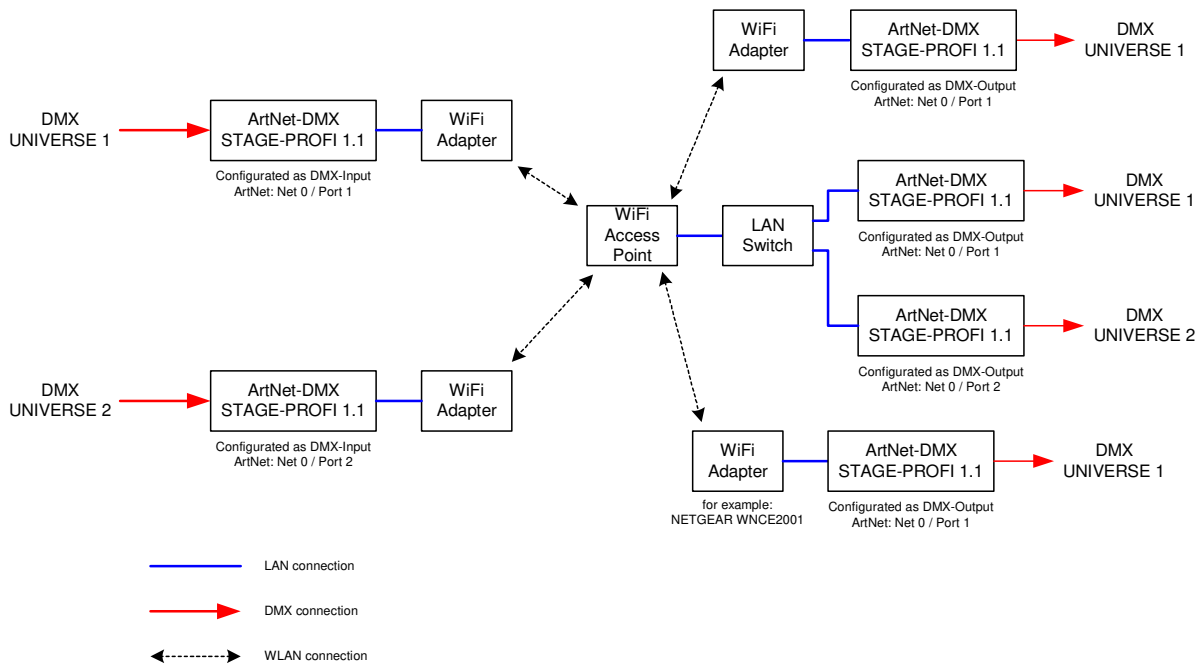 DMX
UNIVERSE 1
ArtNet-DMX
STAGE-PROFI 1.1
Configurated as DMX-Input
ArtNet: Net 0 / Port 1
WiFi
Adapter
DMX
UNIVERSE 2
ArtNet-DMX
STAGE-PROFI 1.1
Configurated as DMX-Input
ArtNet: Net 0 / Port 2
WiFi
Adapter
WiFi
Access
Point
LAN
Switch
WiFi
Adapter
ArtNet-DMX
STAGE-PROFI 1.1
Configurated as DMX-Output
ArtNet: Net 0 / Port 1
DMX
UNIVERSE 1
ArtNet-DMX
STAGE-PROFI 1.1
Configurated as DMX-Output
ArtNet: Net 0 / Port 1
DMX
UNIVERSE 1
ArtNet-DMX
STAGE-PROFI 1.1
Configurated as DMX-Output
ArtNet: Net 0 / Port 2
DMX
UNIVERSE 2
WiFi
Adapter
for example:
NETGEAR WNCE2001
ArtNet-DMX
STAGE-PROFI 1.1
Configurated as DMX-Output
ArtNet: Net 0 / Port 1
DMX
UNIVERSE 1
LAN connection
DMX connection
WLAN connection